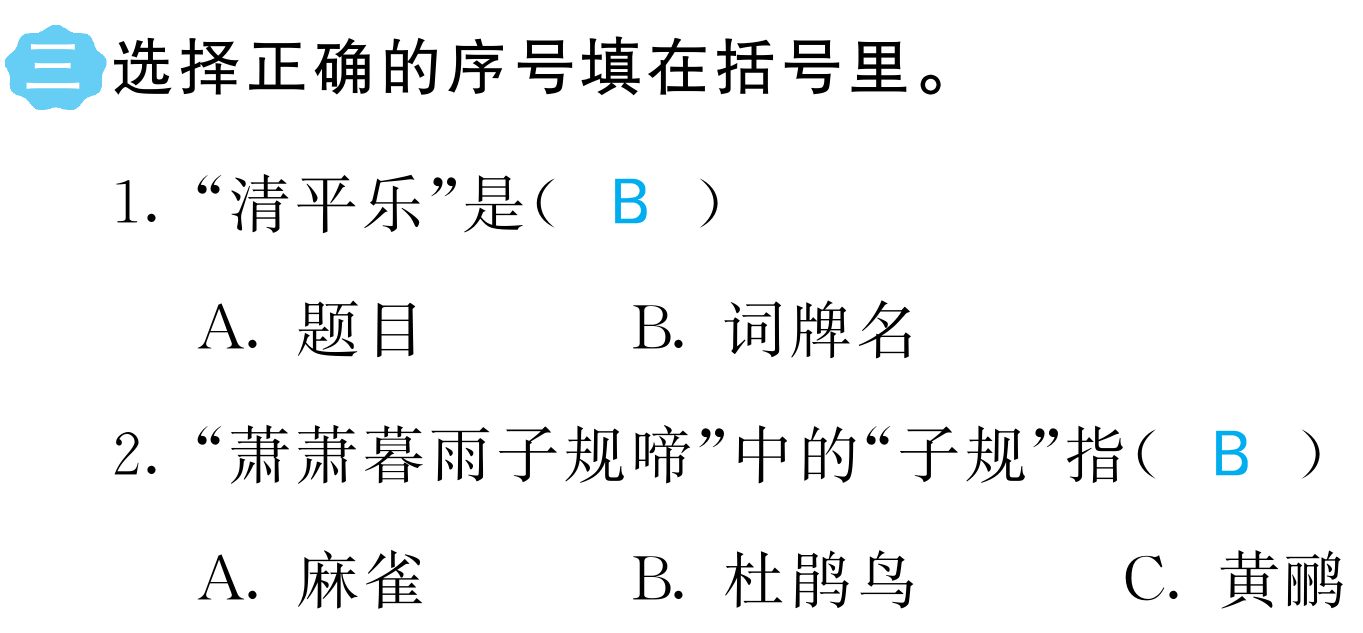 三 选择正确的序号填在括号里。
1. “清平乐”是( B )
A. 题目 B. 词牌名
2. “萧萧暮雨子规啼”中的“子规”指( B )
A. 麻雀 B. 杜鹃鸟 C. 黄鹂